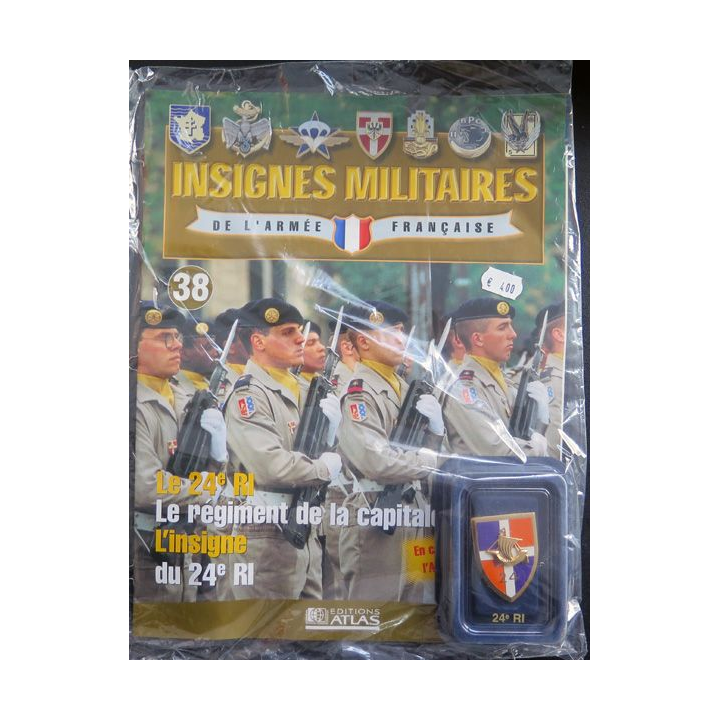 INSIGNES MILITAIRES
DE L'ARMÉE FRANÇAISE
38
€ 4,00
Le 24e RI
Le régiment de la capitale
L'insigne
du 24e RI
En c
l'A
EDITIONS
ATLAS
24
24e RI